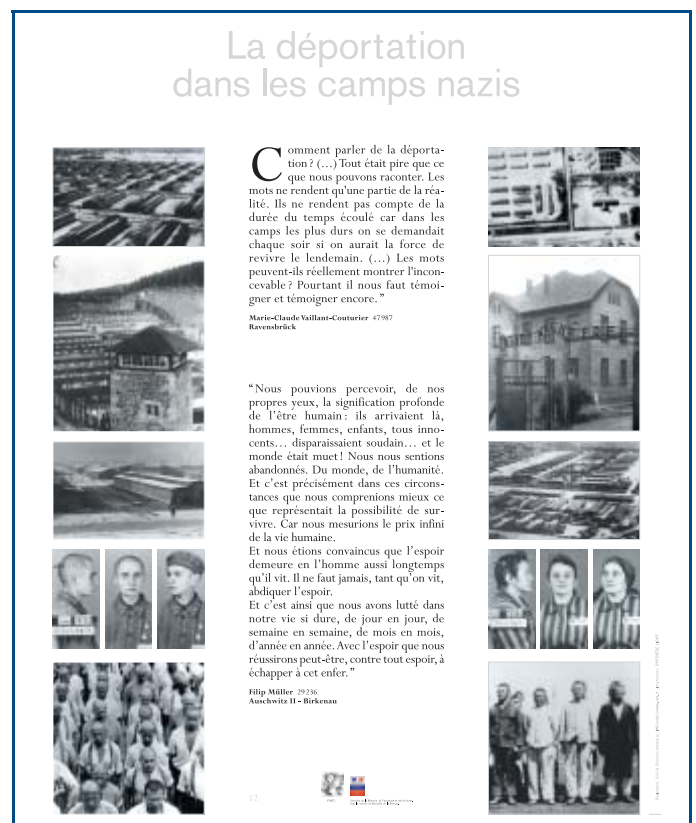 La déportation
dans les camps nazis
Comment parler de la déporta-
tion ? (…) Tout était pire que ce
que nous pouvons raconter. Les
mots ne rendent qu'une partie de la réa-
lité. Ils ne rendent pas compte de la
durée du temps écoulé car dans les
camps les plus durs on se demandait
chaque soir si on aurait la force de
revivre le lendemain. (…) Les mots
peuvent-ils réellement montrer l'incon-
cevable ? Pourtant il nous faut témoi-
gner et témoigner encore.”
Marie-Claude Vaillant-Couturier 47987
Ravensbrück
“Nous pouvions percevoir, de nos
propres yeux, la signification profonde
de l'être humain : ils arrivaient là,
hommes, femmes, enfants, tous inno-
cents… disparaissaient soudain… et le
monde était muet ! Nous nous sentions
abandonnés. Du monde, de l'humanité.
Et c'est précisément dans ces circons-
tances que nous comprenions mieux ce
que représentait la possibilité de sur-
vivre. Car nous mesurions le prix infini
de la vie humaine.
Et nous étions convaincus que l'espoir
demeure en l'homme aussi longtemps
qu'il vit. Il ne faut jamais, tant qu'on vit,
abdiquer l'espoir.
Et c'est ainsi que nous avons lutté dans
notre vie si dure, de jour en jour, de
semaine en semaine, de mois en mois,
d'année en année. Avec l'espoir que nous
réussirons peut-être, contre tout espoir, à
échapper à cet enfer.”
Filip Müller 29236
Auschwitz II - Birkenau
12